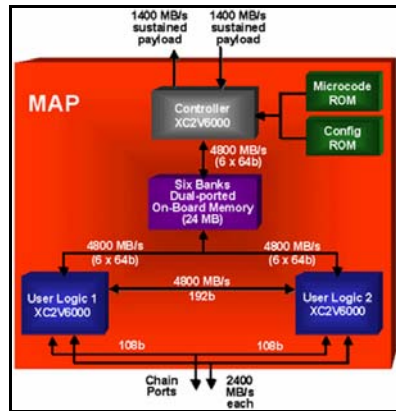 1400 MB/s
sustained
payload
1400 MB/s
sustained
payload
MAP
Controller
XC2V6000
Microcode
ROM
Config
ROM
4800 MB/s
(6 x 64b)
Six Banks
Dual-ported
On-Board Memory
(24 MB)
4800 MB/s
(6 x 64b)
4800 MB/s
(6 x 64b)
User Logic 1
XC2V6000
4800 MB/s
192b
User Logic 2
XC2V6000
108b
108b
Chain
Ports
2400
MB/s
each